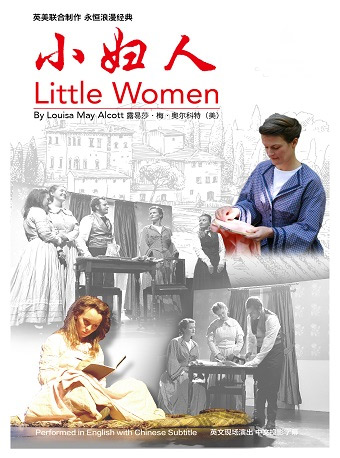 英美联合制作 永恒浪漫经典
小妇人
Little Women
By Louisa May Alcott 露易莎·梅·奥尔科特（美）
Performed in English with Chinese Subtitle 英文现场演出 中文投影字幕